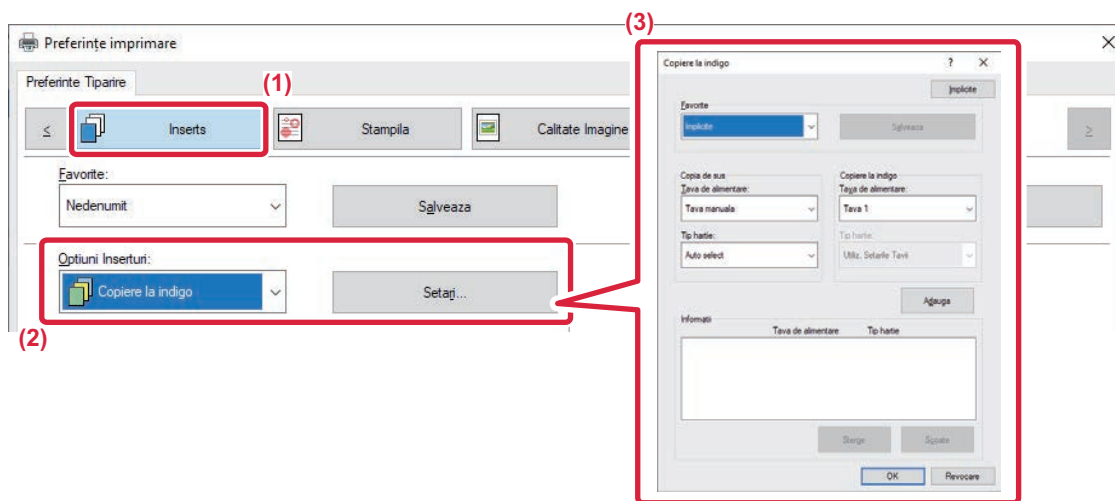 Preferințe imprimare
Preferinte Tiparire
(1)
≤ Inserts Stampila Calitate Imagine ≥
Favorite:
Nedenumit Salveaza
Optiuni Inserturi:
Copiere la indigo Setari...
(2)
(3)
Copiere la indigo ? X
Implicite
Favorite
Implicite Salveaza
Copia de sus Copiere la indigo
Tava de alimentare: Tava de alimentare:
Tava manuala Tava 1
Tip hartie: Tip hartie:
Auto select Utiliz. Setarile Tavii
Adauga
Informatii
Tava de alimentare Tip hartie
Sterge Scoate
OK Revocare